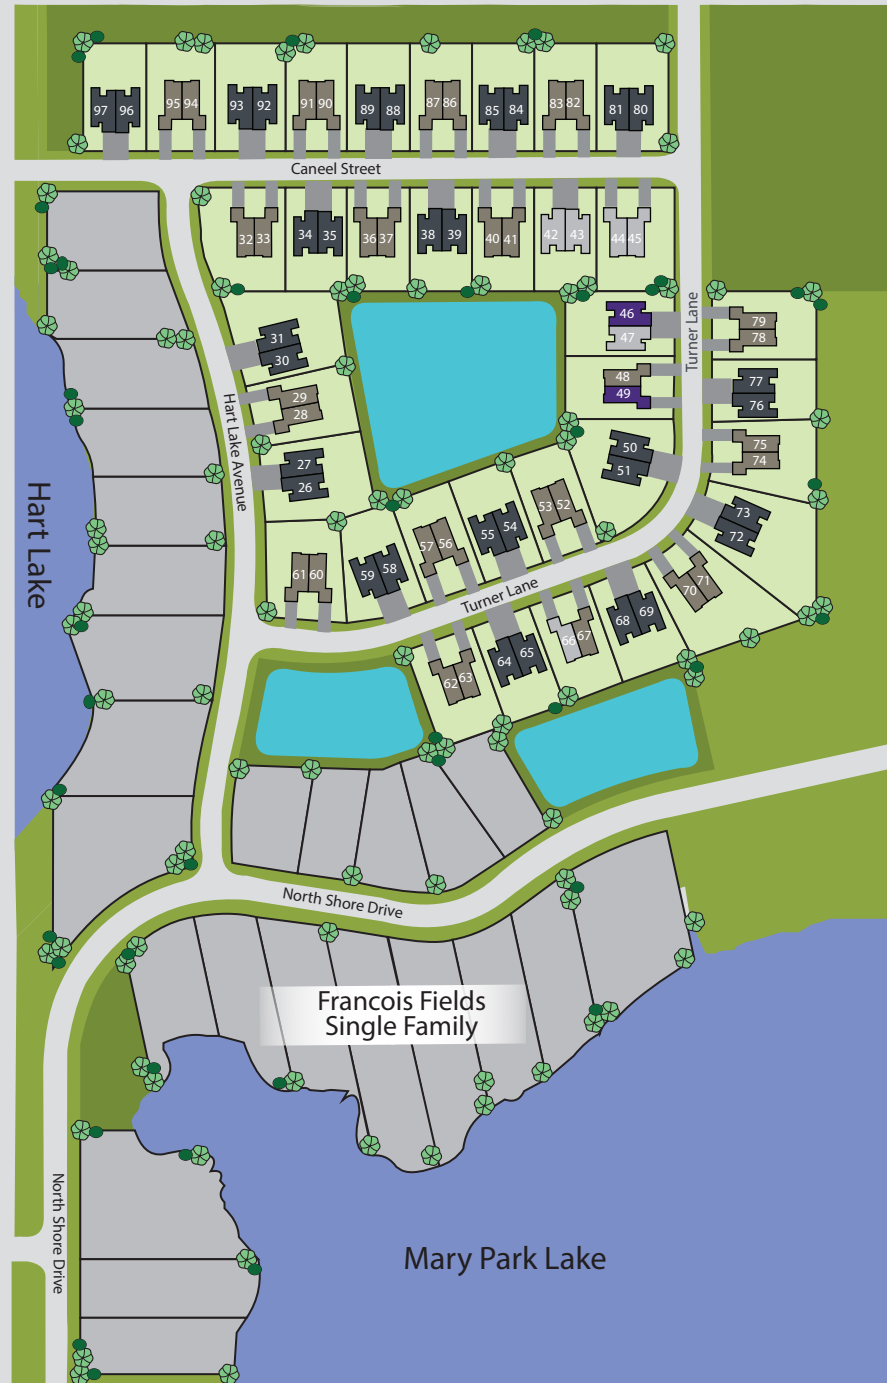 97 96 95 94 93 92 91 90 89 88 87 86 85 84 83 82 81 80
Caneel Street
32 33 34 35 36 37 38 39 40 41 42 43 44 45
46
47
79
78
Turner Lane
31
30
48
49
77
76
29
28
Hart Lake Avenue
50
51
75
74
27
26
Hart Lake
53 52
55 54
57 56
59 58
61 60
73
72
71
70
Turner Lane
68 69
66 67
64 65
62 63
North Shore Drive
Francois Fields
Single Family
North Shore Drive
Mary Park Lake